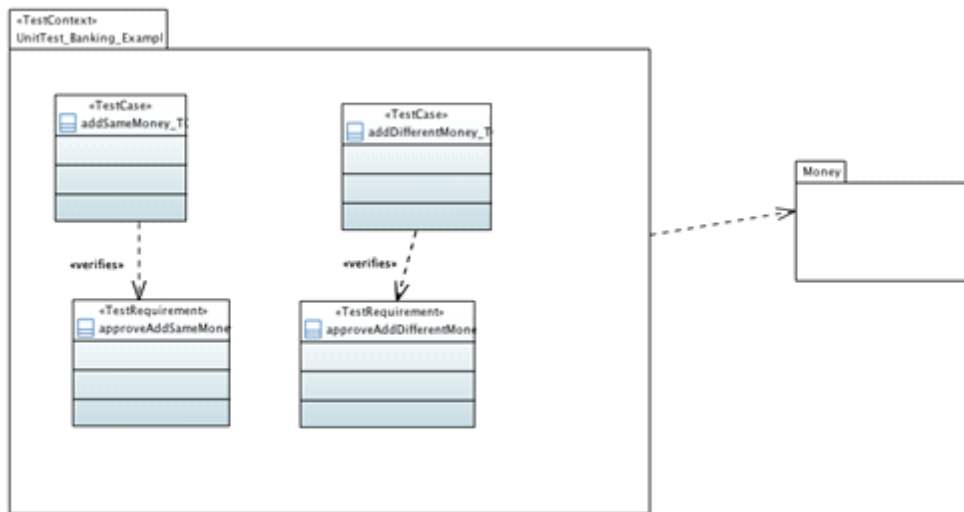 «TestContext»
UnitTest_Banking_Exampl
«TestCase»
addSameMoney_T
«TestCase»
addDifferentMoney_T
Money
«verifies»
«verifies»
«TestRequirement»
approveAddSameMone
«TestRequirement»
approveAddDifferentMone